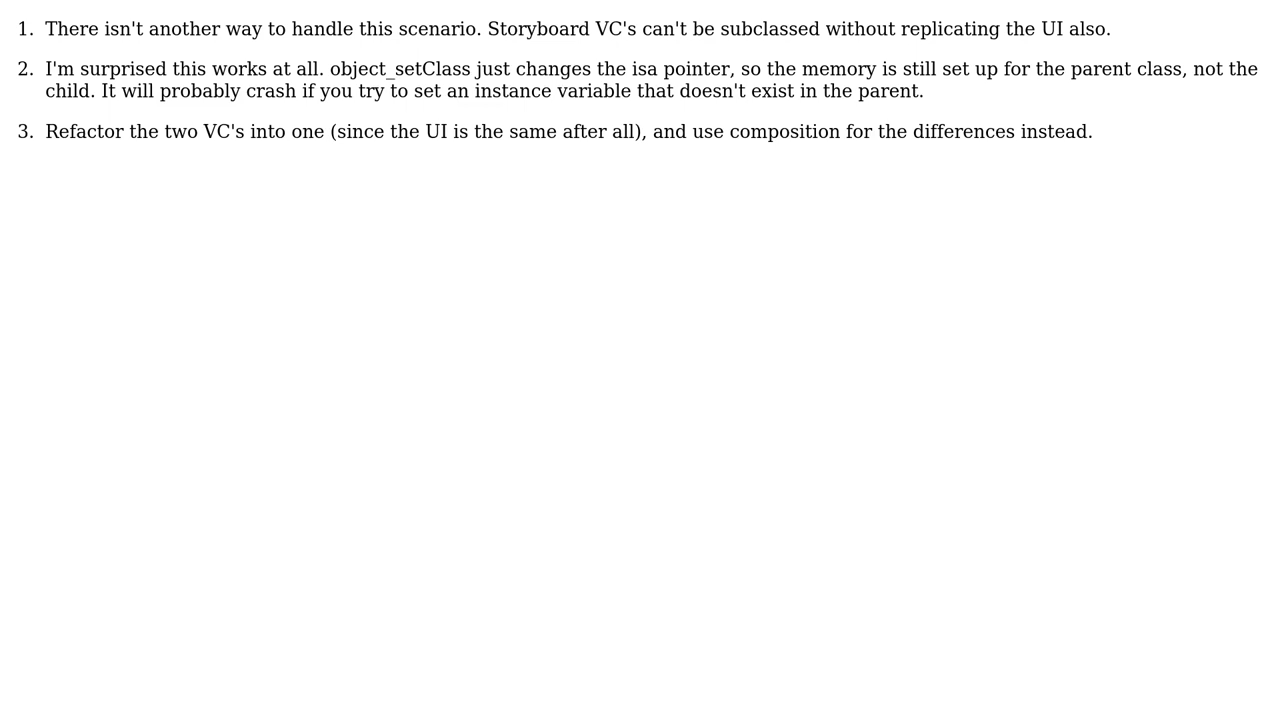 1. There isn't another way to handle this scenario. Storyboard VC's can't be subclassed without replicating the UI also.
2. I'm surprised this works at all. object_setClass just changes the isa pointer, so the memory is still set up for the parent class, not the
child. It will probably crash if you try to set an instance variable that doesn't exist in the parent.
3. Refactor the two VC's into one (since the UI is the same after all), and use composition for the differences instead.